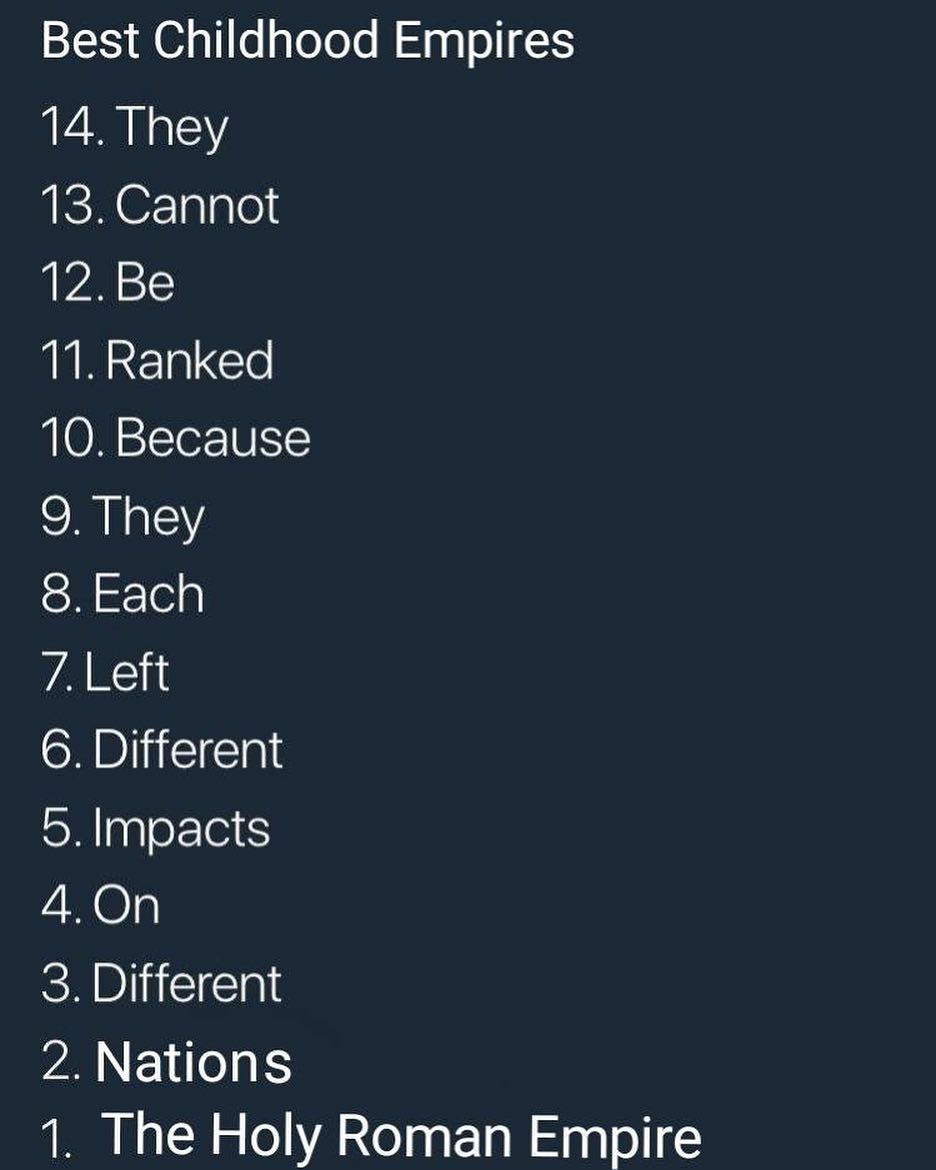 Best Childhood Empires
14. They
13. Cannot
12. Be
11. Ranked
10. Because
9. They
8. Each
7. Left
6. Different
5. Impacts
4. On
3. Different
2. Nations
1. The Holy Roman Empire